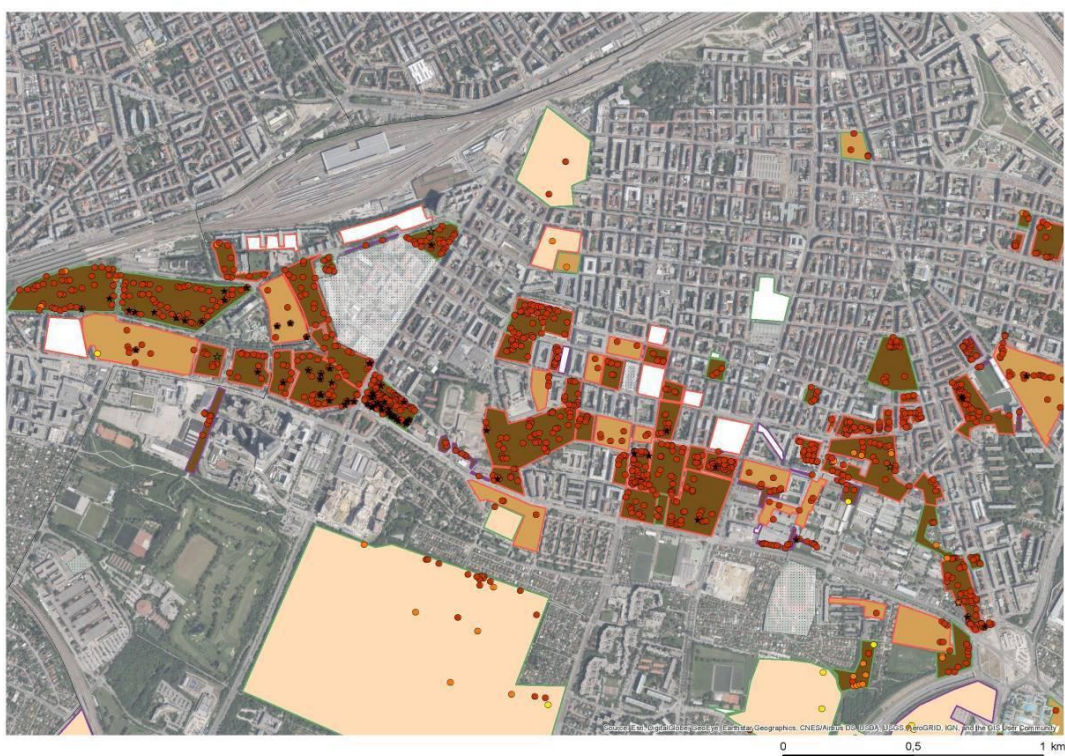 Source: Esri, DigitalGlobe, GeoEye, Earthstar Geographics, CNES/Airbus DS, USDA, USGS, AeroGRID, IGN, and the GIS User Community
0 0,5 1 km